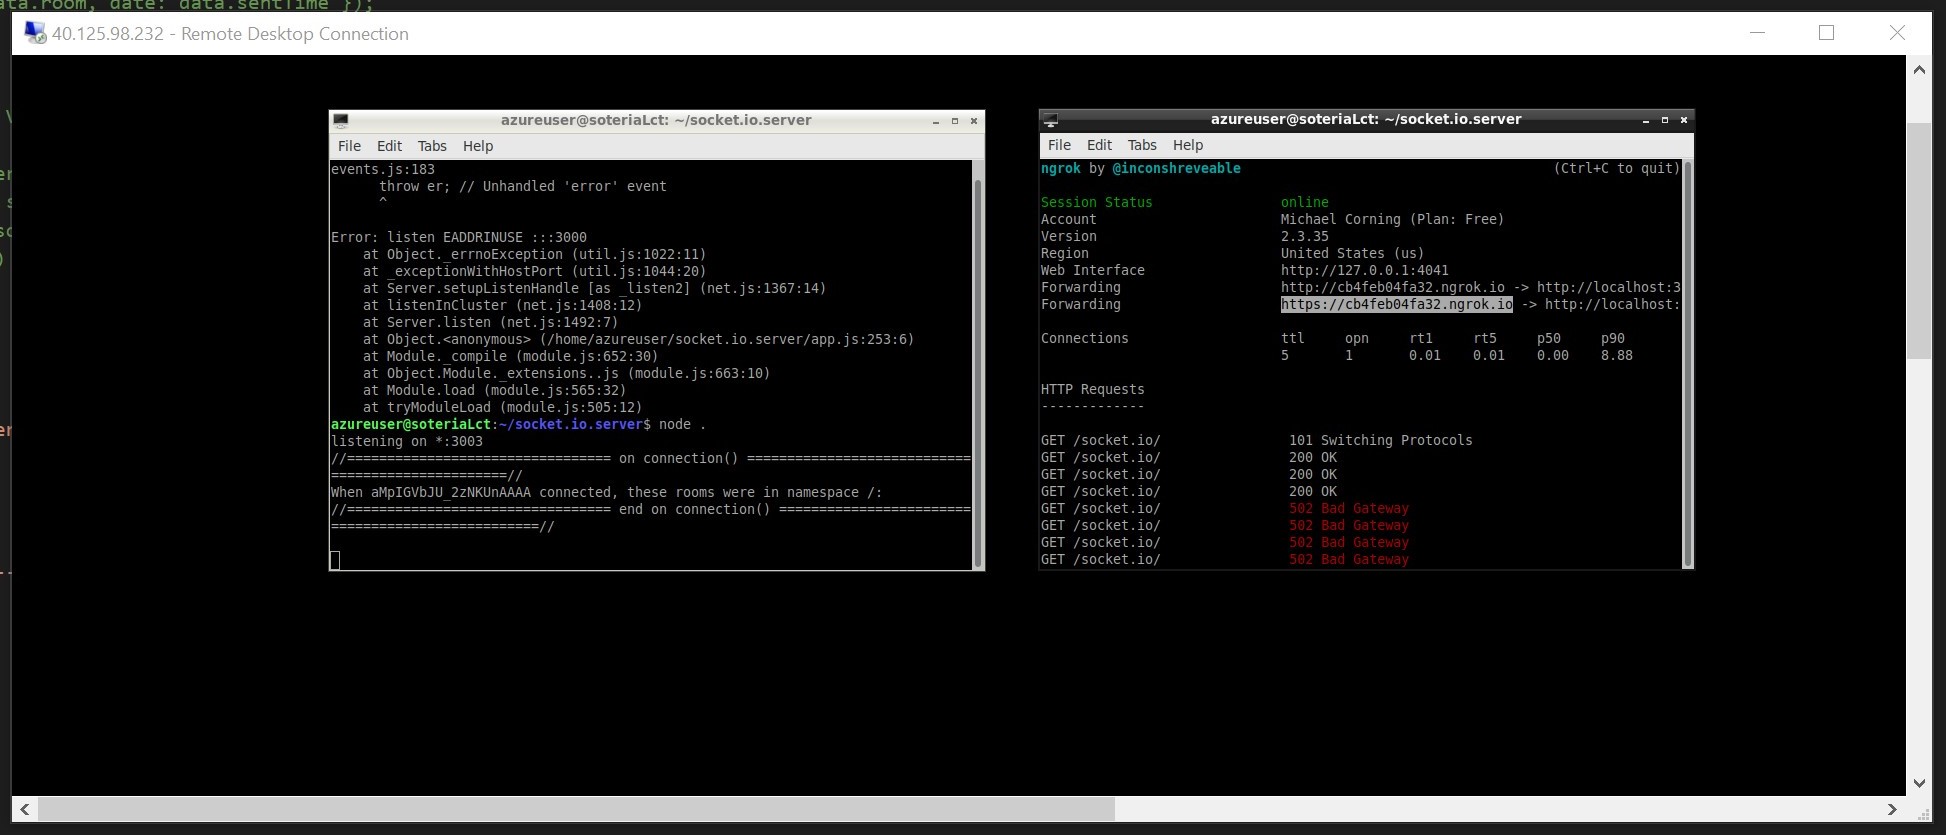 ata.room, date: data.sentTime });
40.125.98.232 - Remote Desktop Connection
azureuser@soteriaLct: ~/socket.io.server
File Edit Tabs Help
events.js:183
throw er; // Unhandled 'error' event
^
Error: listen EADDRINUSE :::3000
at Object._errnoException (util.js:1022:11)
at _exceptionWithHostPort (util.js:1044:20)
at Server.setupListenHandle [as _listen2] (net.js:1367:14)
at listenInCluster (net.js:1408:12)
at Server.listen (net.js:1492:7)
at Object.<anonymous> (/home/azureuser/socket.io.server/app.js:253:6)
at Module._compile (module.js:652:30)
at Object.Module._extensions..js (module.js:663:10)
at Module.load (module.js:565:32)
at tryModuleLoad (module.js:505:12)
azureuser@soteriaLct:~/socket.io.server$ node .
listening on *:3003
//================================= on connection() ============================
======================//
When aMpIGVbJU_2zNKUnAAAA connected, these rooms were in namespace /:
//================================= end on connection() ========================
==========================//
azureuser@soteriaLct: ~/socket.io.server
File Edit Tabs Help
ngrok by @inconshreveable (Ctrl+C to quit)
Session Status online
Account Michael Corning (Plan: Free)
Version 2.3.35
Region United States (us)
Web Interface http://127.0.0.1:4041
Forwarding http://cb4feb04fa32.ngrok.io -> http://localhost:3
Forwarding https://cb4feb04fa32.ngrok.io -> http://localhost:
Connections ttl opn rt1 rt5 p50 p90
5 1 0.01 0.01 0.00 8.88
HTTP Requests
-------------
GET /socket.io/ 101 Switching Protocols
GET /socket.io/ 200 OK
GET /socket.io/ 200 OK
GET /socket.io/ 200 OK
GET /socket.io/ 502 Bad Gateway
GET /socket.io/ 502 Bad Gateway
GET /socket.io/ 502 Bad Gateway
GET /socket.io/ 502 Bad Gateway